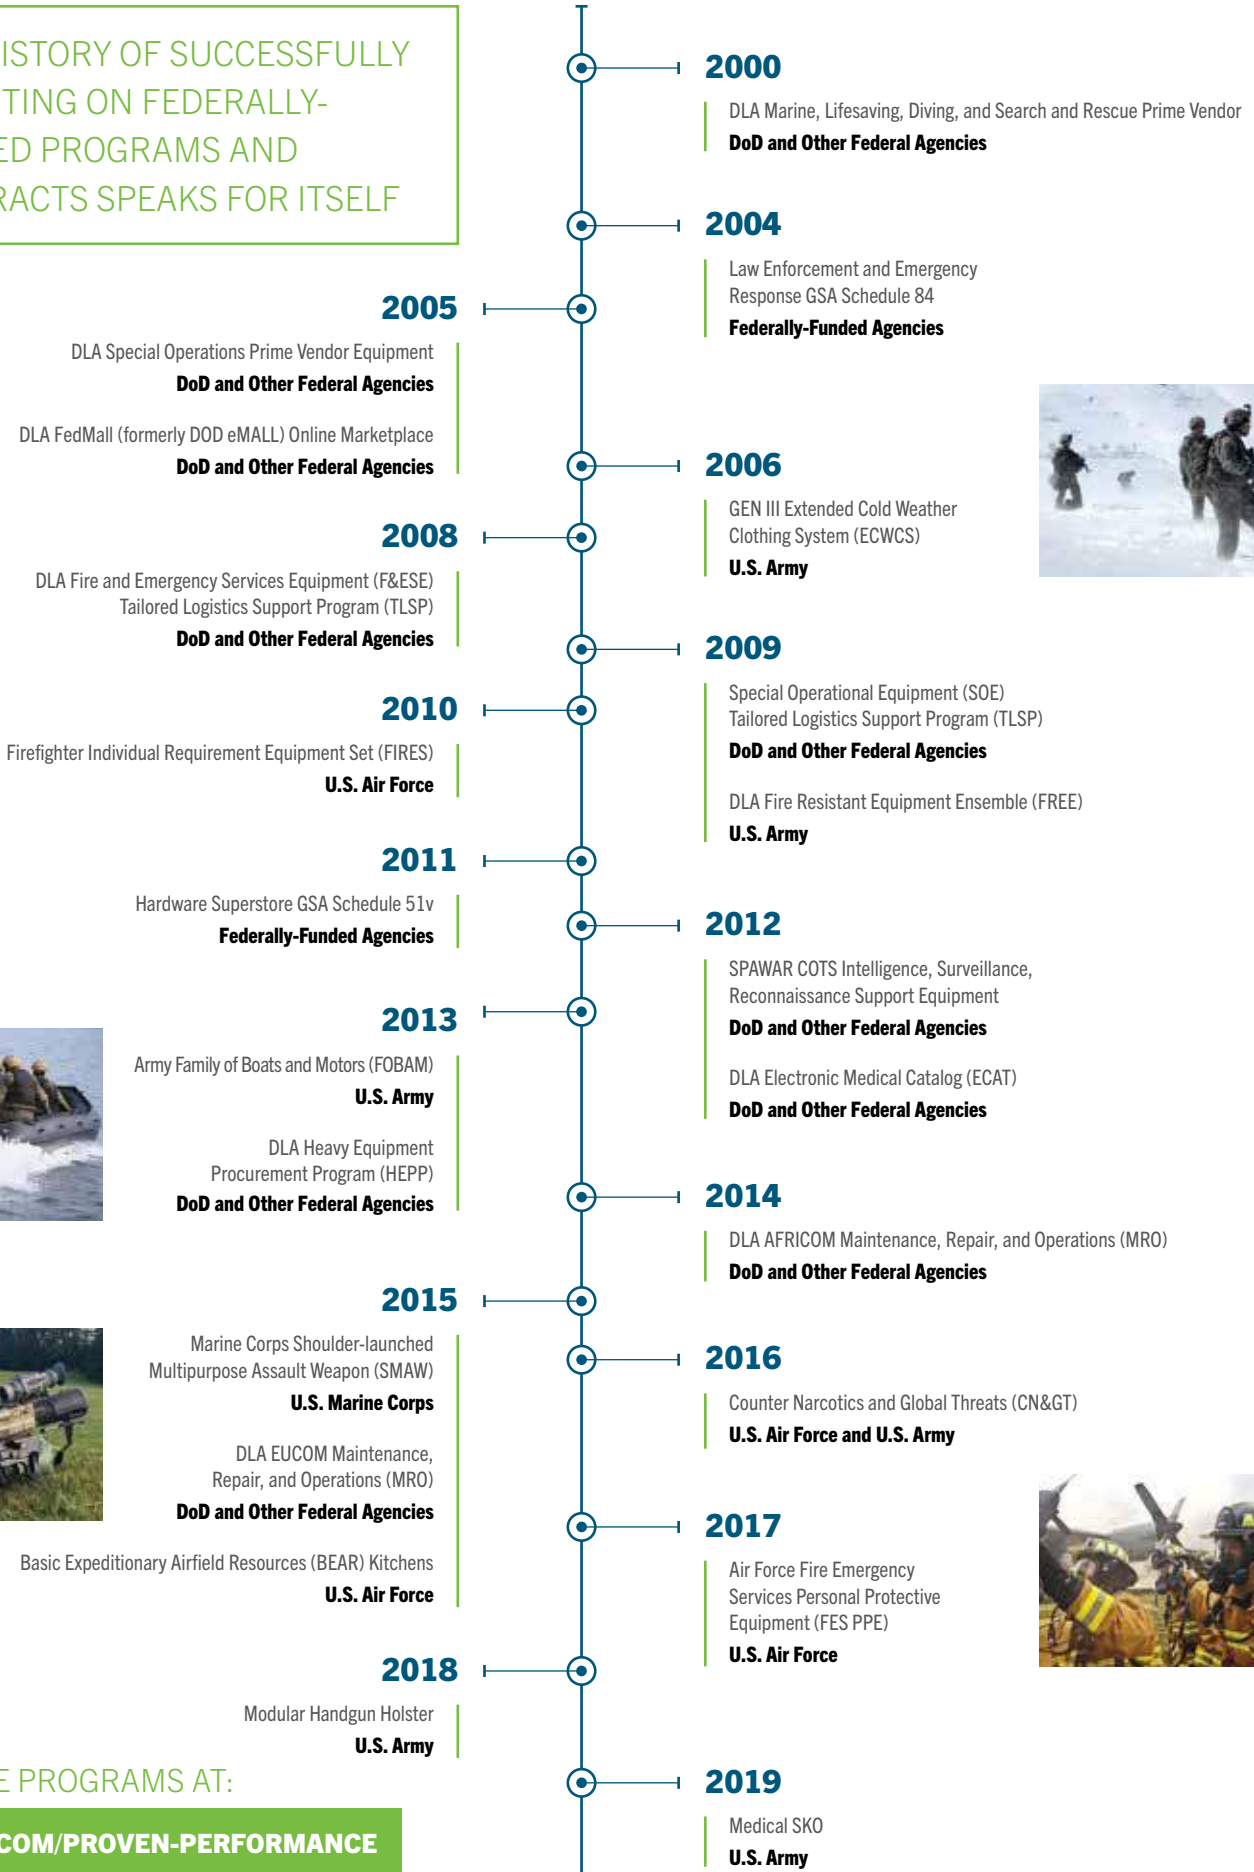 ISTORY OF SUCCESSFULLY
TING ON FEDERALLY-
ED PROGRAMS AND
RACTS SPEAKS FOR ITSELF
2000
DLA Marine, Lifesaving, Diving, and Search and Rescue Prime Vendor
DoD and Other Federal Agencies
2004
Law Enforcement and Emergency
Response GSA Schedule 84
Federally-Funded Agencies
2005
DLA Special Operations Prime Vendor Equipment
DoD and Other Federal Agencies
DLA FedMall (formerly DOD eMALL) Online Marketplace
DoD and Other Federal Agencies
2006
GEN III Extended Cold Weather
Clothing System (ECWCS)
U.S. Army
2008
DLA Fire and Emergency Services Equipment (F&ESE)
Tailored Logistics Support Program (TLSP)
DoD and Other Federal Agencies
2009
Special Operational Equipment (SOE)
Tailored Logistics Support Program (TLSP)
DoD and Other Federal Agencies
DLA Fire Resistant Equipment Ensemble (FREE)
U.S. Army
2010
Firefighter Individual Requirement Equipment Set (FIRES)
U.S. Air Force
2011
Hardware Superstore GSA Schedule 51v
Federally-Funded Agencies
2012
SPAWAR COTS Intelligence, Surveillance,
Reconnaissance Support Equipment
DoD and Other Federal Agencies
DLA Electronic Medical Catalog (ECAT)
DoD and Other Federal Agencies
2013
Army Family of Boats and Motors (FOBAM)
U.S. Army
DLA Heavy Equipment
Procurement Program (HEPP)
DoD and Other Federal Agencies
2014
DLA AFRICOM Maintenance, Repair, and Operations (MRO)
DoD and Other Federal Agencies
2015
Marine Corps Shoulder-launched
Multipurpose Assault Weapon (SMAW)
U.S. Marine Corps
DLA EUCOM Maintenance,
Repair, and Operations (MRO)
DoD and Other Federal Agencies
Basic Expeditionary Airfield Resources (BEAR) Kitchens
U.S. Air Force
2016
Counter Narcotics and Global Threats (CN&GT)
U.S. Air Force and U.S. Army
2017
Air Force Fire Emergency
Services Personal Protective
Equipment (FES PPE)
U.S. Air Force
2018
Modular Handgun Holster
U.S. Army
2019
Medical SKO
U.S. Army
E PROGRAMS AT:
COM/PROVEN-PERFORMANCE